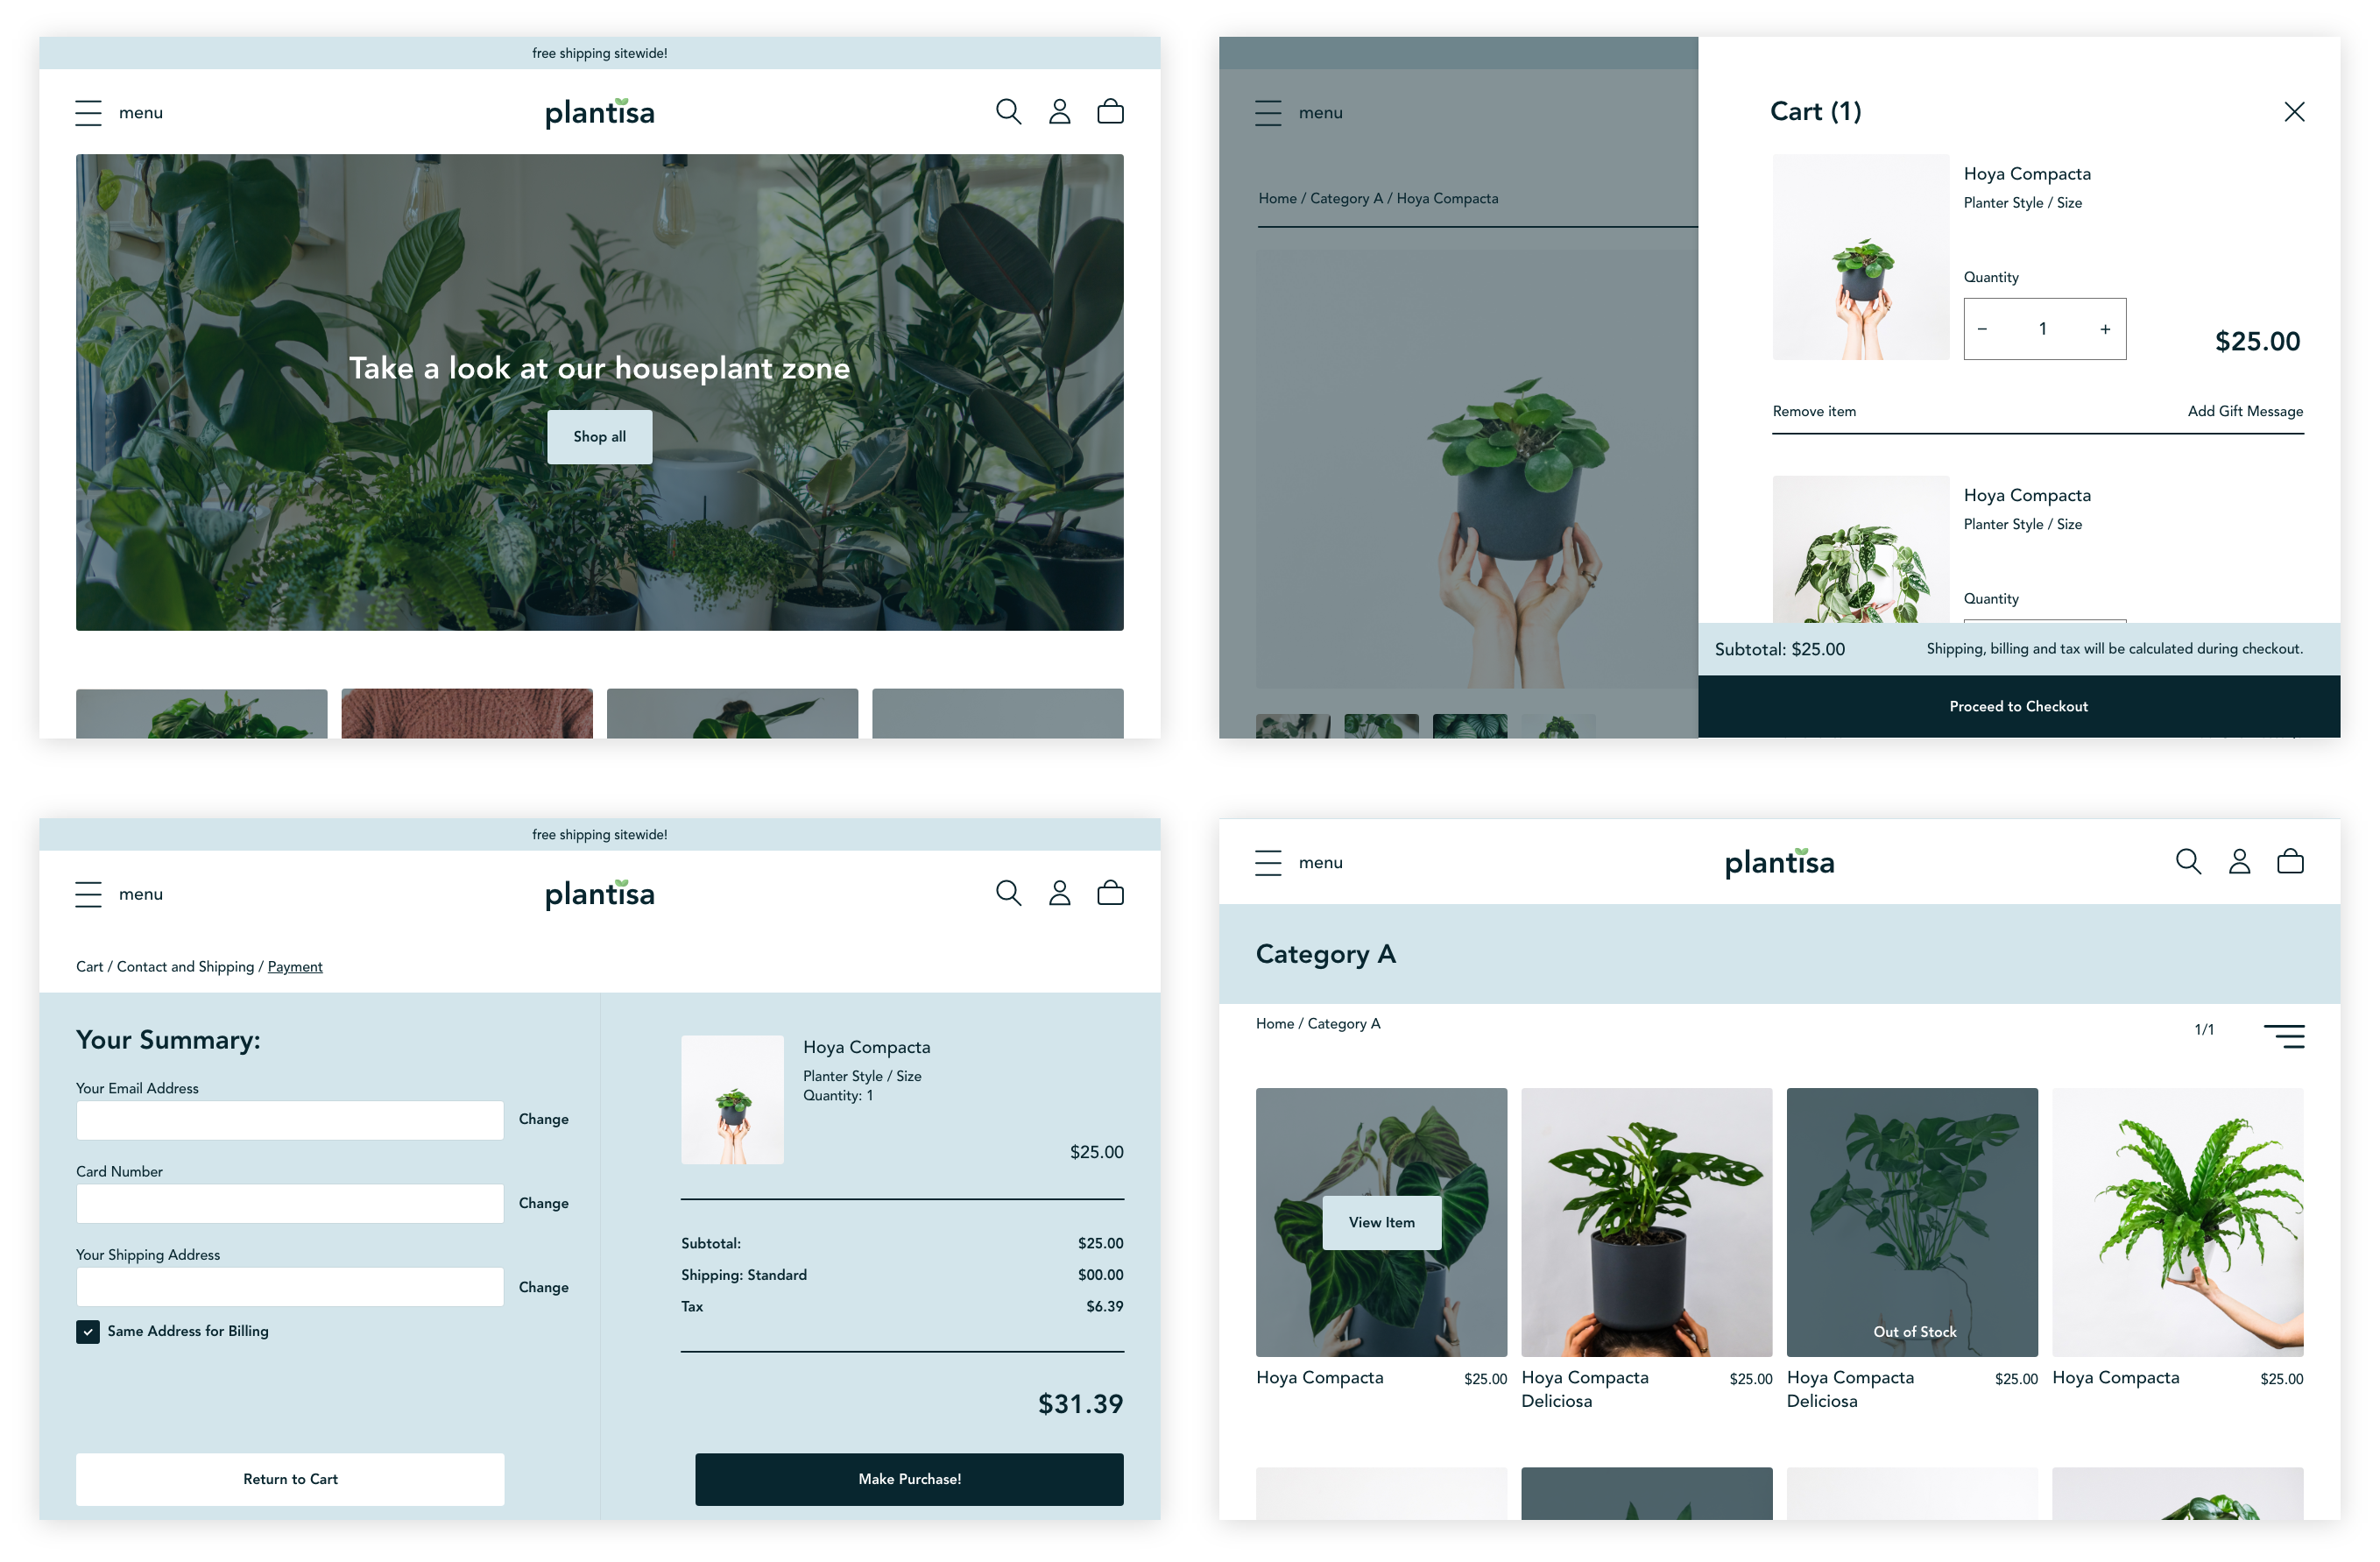 free shipping sitewide!
menu
plantisa
Take a look at our houseplant zone
Shop all
menu
Home / Category A / Hoya Compacta
Cart (1)
Hoya Compacta
Planter Style / Size
Quantity
− 1 +
$25.00
Remove item
Add Gift Message
Hoya Compacta
Planter Style / Size
Quantity
Subtotal: $25.00
Shipping, billing and tax will be calculated during checkout.
Proceed to Checkout
free shipping sitewide!
menu
plantisa
Cart / Contact and Shipping / Payment
Your Summary:
Your Email Address
Change
Card Number
Change
Your Shipping Address
Change
Same Address for Billing
Return to Cart
Hoya Compacta
Planter Style / Size
Quantity: 1
$25.00
Subtotal: $25.00
Shipping: Standard $00.00
Tax $6.39
$31.39
Make Purchase!
menu
plantisa
Category A
Home / Category A
1/1
View Item
Out of Stock
Hoya Compacta $25.00
Hoya Compacta $25.00
Deliciosa
Hoya Compacta $25.00
Deliciosa
Hoya Compacta $25.00